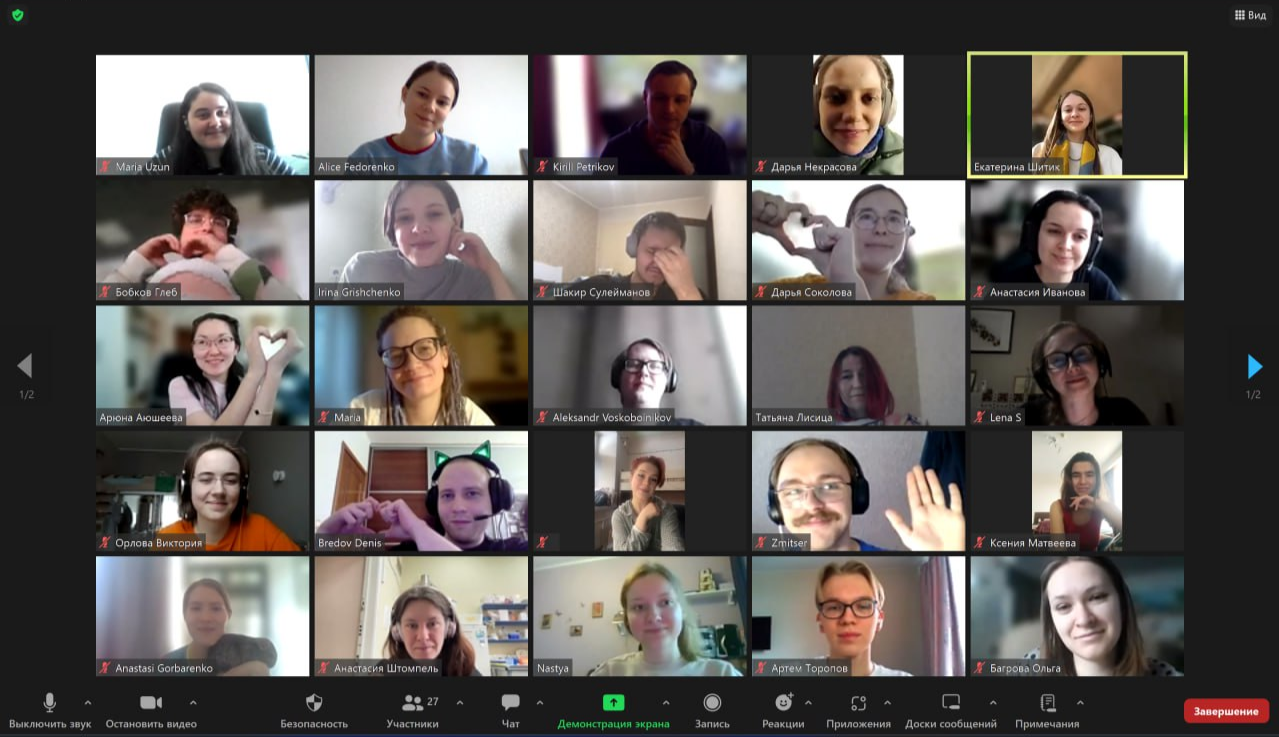 Вид
Maria Uzun
Alice Fedorenko
Kirill Petrikov
Дарья Некрасова
Екатерина Шитик
Бобков Глеб
Irina Grishchenko
Шакир Сулейманов
Дарья Соколова
Анастасия Иванова
Арюна Аюшеева
Maria
Aleksandr Voskoboinikov
Татьяна Лисица
Lena S
Орлова Виктория
Bredov Denis
Zmitser
Ксения Матвеева
1/2
1/2
Anastasi Gorbarenko
Анастасия Штомпель
Nastya
Артем Торопов
Багрова Ольга
27
Выключить звук
Остановить видео
Безопасность
Участники
Чат
Демонстрация экрана
Запись
Реакции
Приложения
Доски сообщений
Примечания
Завершение